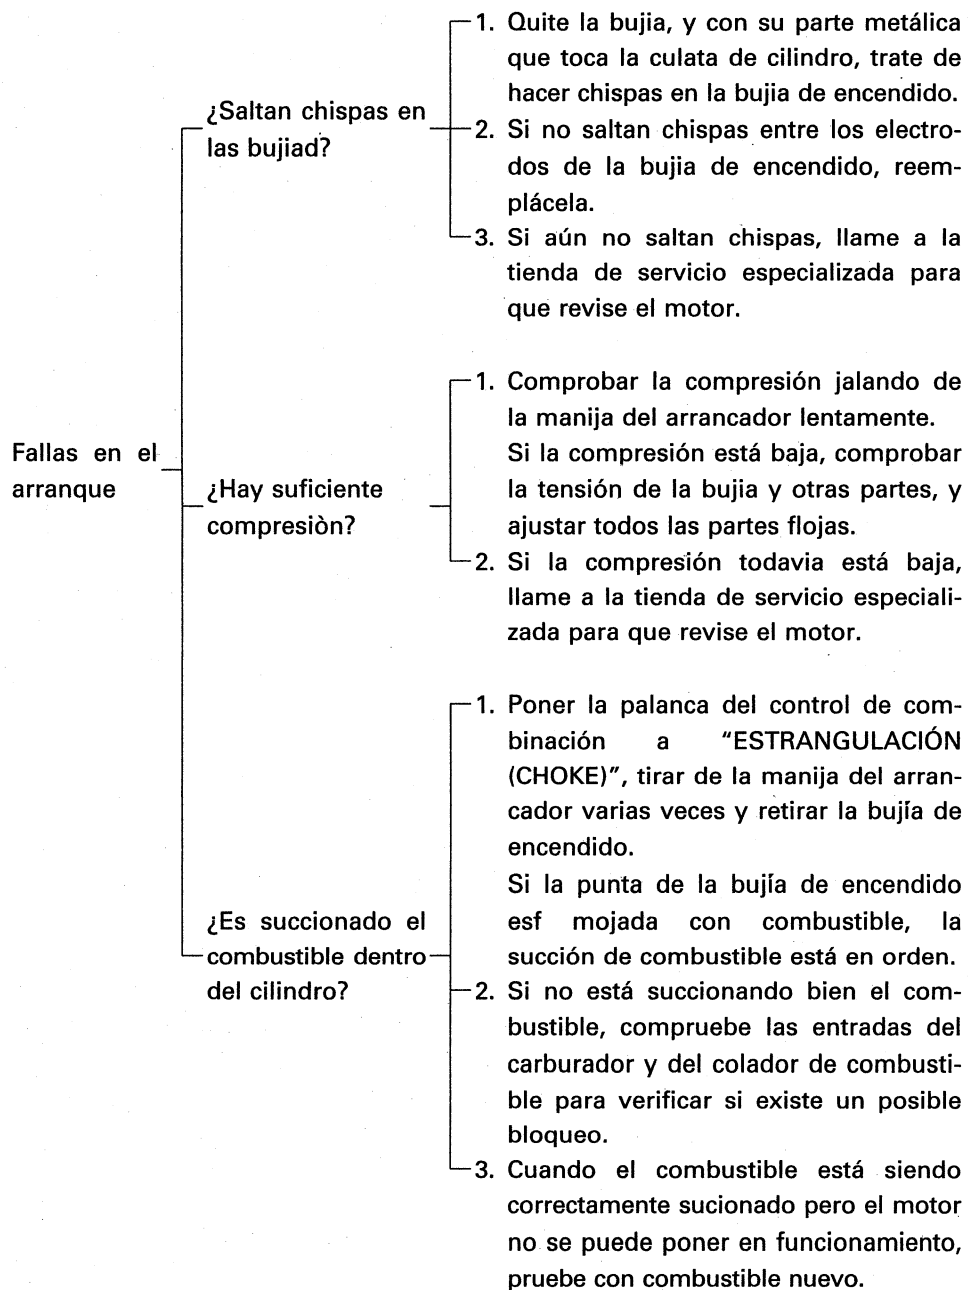 Fallas en el
arranque
¿Saltan chispas en
las bujiad?
1. Quite la bujia, y con su parte metálica
que toca la culata de cilindro, trate de
hacer chispas en la bujia de encendido.
2. Si no saltan chispas entre los electro-
dos de la bujia de encendido, reem-
plácela.
3. Si aún no saltan chispas, llame a la
tienda de servicio especializada para
que revise el motor.
¿Hay suficiente
compresiòn?
1. Comprobar la compresión jalando de
la manija del arrancador lentamente.
Si la compresión está baja, comprobar
la tensión de la bujia y otras partes, y
ajustar todos las partes flojas.
2. Si la compresión todavia está baja,
llame a la tienda de servicio especiali-
zada para que revise el motor.
¿Es succionado el
combustible dentro
del cilindro?
1. Poner la palanca del control de com-
binación a "ESTRANGULACIÓN
(CHOKE)", tirar de la manija del arran-
cador varias veces y retirar la bujía de
encendido.
Si la punta de la bujía de encendido
esf mojada con combustible, la
succión de combustible está en orden.
2. Si no está succionando bien el com-
bustible, compruebe las entradas del
carburador y del colador de combusti-
ble para verificar si existe un posible
bloqueo.
3. Cuando el combustible está siendo
correctamente sucionado pero el motor
no se puede poner en funcionamiento,
pruebe con combustible nuevo.